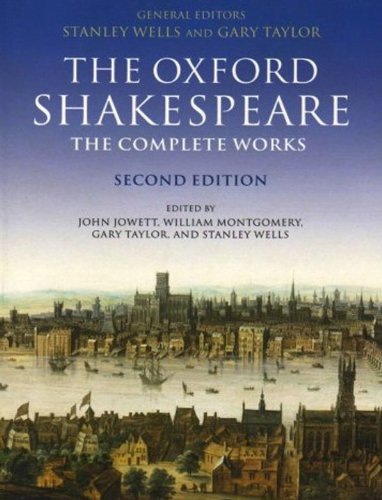 GENERAL EDITORS
STANLEY WELLS AND GARY TAYLOR
THE OXFORD
SHAKESPEARE
THE COMPLETE WORKS
SECOND EDITION
EDITED BY
JOHN JOWETT, WILLIAM MONTGOMERY,
GARY TAYLOR, AND STANLEY WELLS